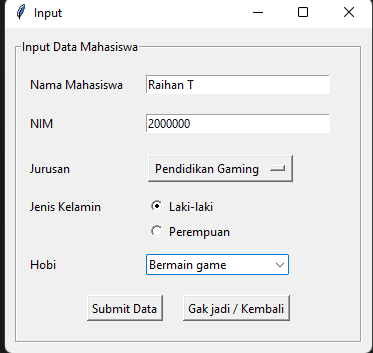 Input
Input Data Mahasiswa
Nama Mahasiswa Raihan T
NIM 2000000
Jurusan Pendidikan Gaming
Jenis Kelamin Laki-laki
Perempuan
Hobi Bermain game
Submit Data Gak jadi / Kembali